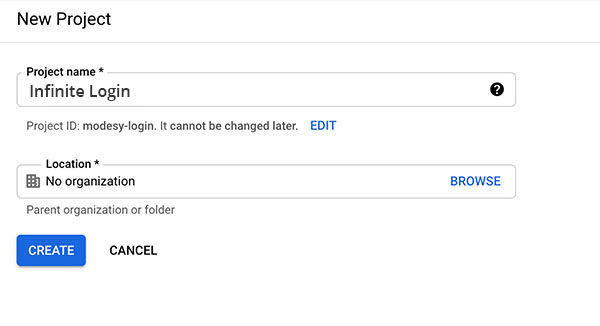 New Project
Project name *
Infinite Login
Project ID: modesy-login. It cannot be changed later. EDIT
Location *
No organization BROWSE
Parent organization or folder
CREATE CANCEL